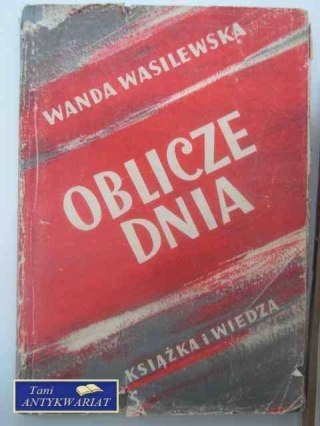 WANDA WASILEWSKA
OBLICZE
DNIA
KSIĄŻKA i WIEDZA
Tani
ANTYKWARIAT